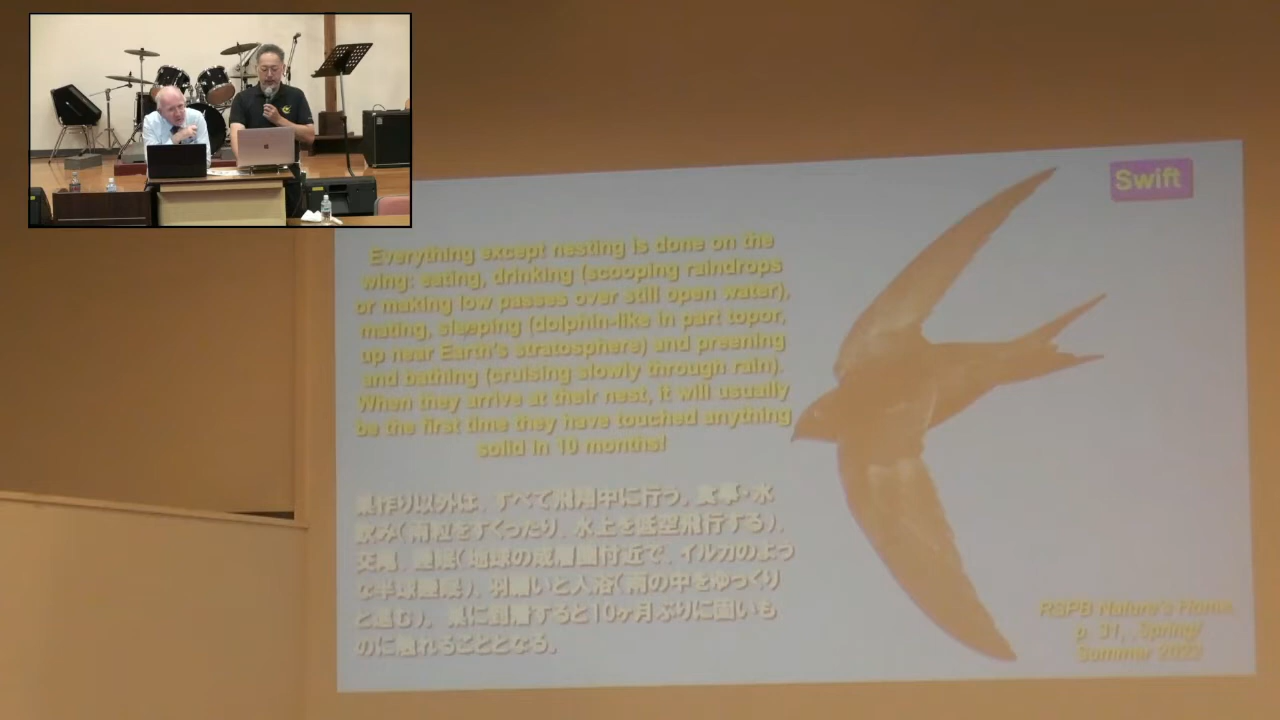 Swift
Everything except nesting is done on the
wing: eating, drinking (scooping raindrops
or making low passes over still open water),
mating, sleeping (dolphin-like in part topor,
up near Earth's stratosphere) and preening
and bathing (cruising slowly through rain).
When they arrive at their nest, it will usually
be the first time they have touched anything
solid in 10 months!
巣作り以外は、すべて飛翔中に行う。食事・水
飲み（雨粒をすくったり、水上を低空飛行する）、
交尾、睡眠（地球の成層圏付近で、イルカのよう
な半球睡眠）、羽繕いと入浴（雨の中をゆっくり
と進む）。巣に到着すると10ヶ月ぶりに固いも
のに触れることとなる。
RSPB Nature's Home,
p. 31, Spring/
Summer 2022